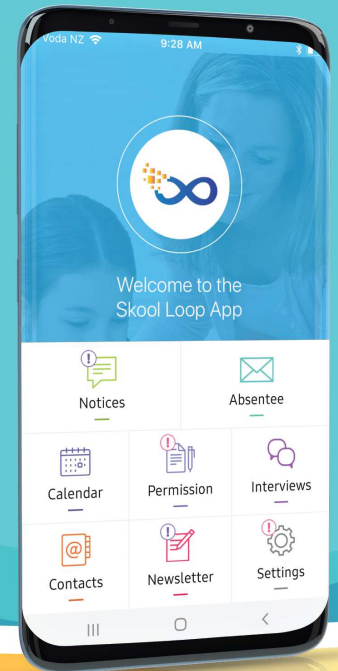 Voda NZ 9:28 AM
Welcome to the
Skool Loop App
Notices Absentee
Calendar Permission Interviews
Contacts Newsletter Settings